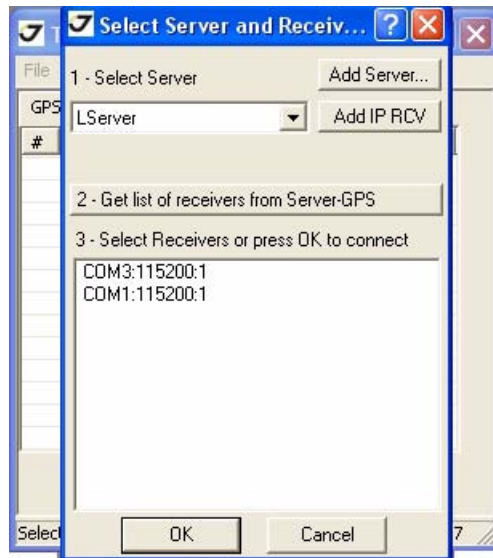 Select Server and Receiv...
File
1 - Select Server
Add Server...
GPS
LServer
Add IP RCV
#
2 - Get list of receivers from Server-GPS
3 - Select Receivers or press OK to connect
COM3:115200:1
COM1:115200:1
OK
Cancel
Select
7